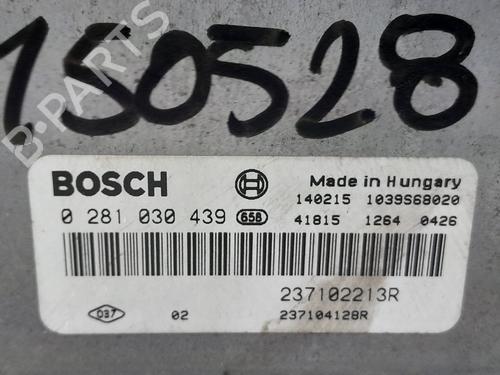 150528
BOSCH
Made in Hungary
140215 1039S68020
0 281 030 439 658
41815 1264 0426
237102213R
037 02 237104128R
B-PARTS